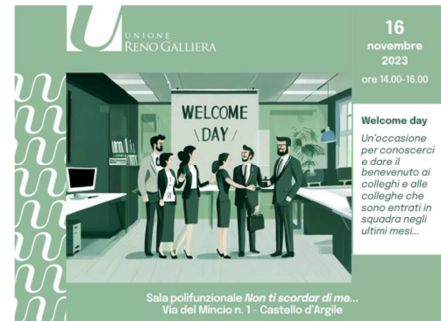 UNIONE
RENO GALLIERA
16
novembre
2023
ore 14.00-16.00
WELCOME
DAY
Welcome day
Un'occasione
per conoscerci
e dare il
benevenuto ai
colleghi e alle
colleghe che
sono entrati in
squadra negli
ultimi mesi...
Sala polifunzionale Non ti scordar di me...
Via del Mincio n. 1 - Castello d'Argile